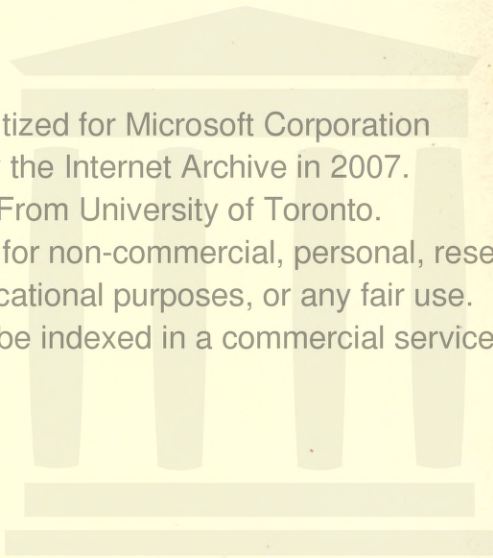 tized for Microsoft Corporation
the Internet Archive in 2007.
From University of Toronto.
for non-commercial, personal, rese
cational purposes, or any fair use.
be indexed in a commercial service